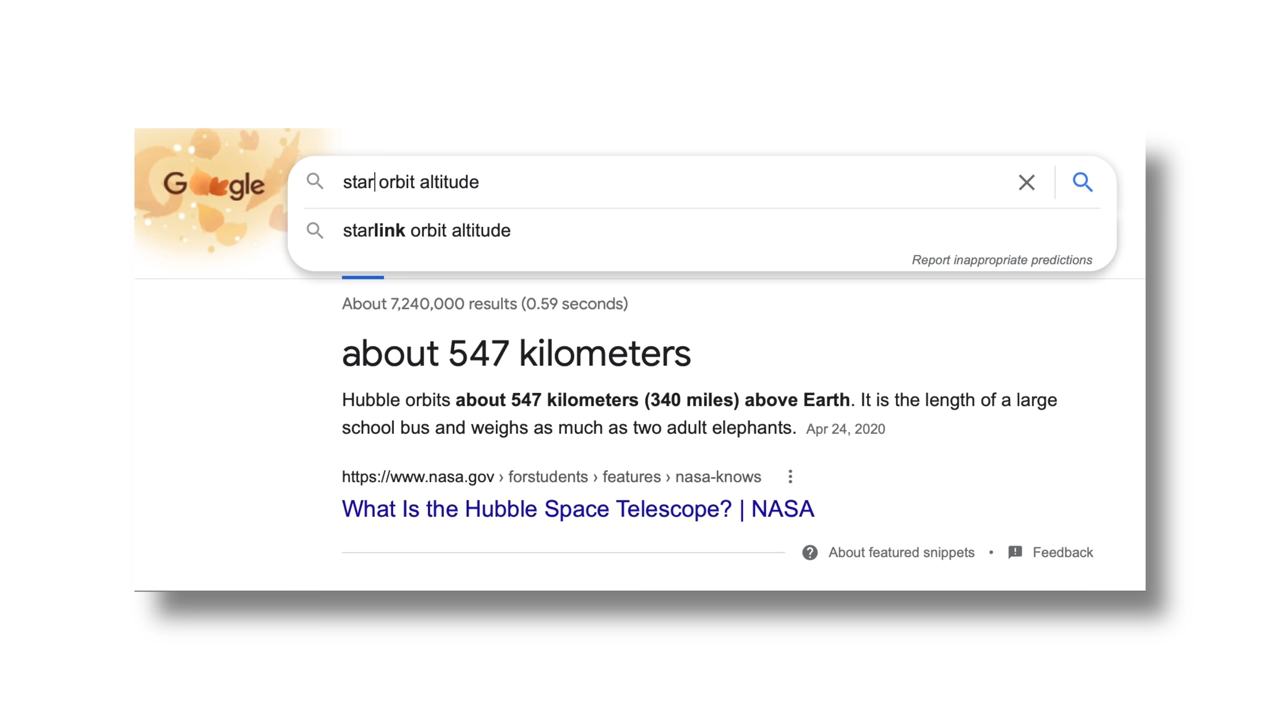 Google
star orbit altitude
starlink orbit altitude
Report inappropriate predictions
About 7,240,000 results (0.59 seconds)
about 547 kilometers
Hubble orbits about 547 kilometers (340 miles) above Earth. It is the length of a large
school bus and weighs as much as two adult elephants. Apr 24, 2020
https://www.nasa.gov › forstudents › features › nasa-knows
What Is the Hubble Space Telescope? | NASA
About featured snippets • Feedback